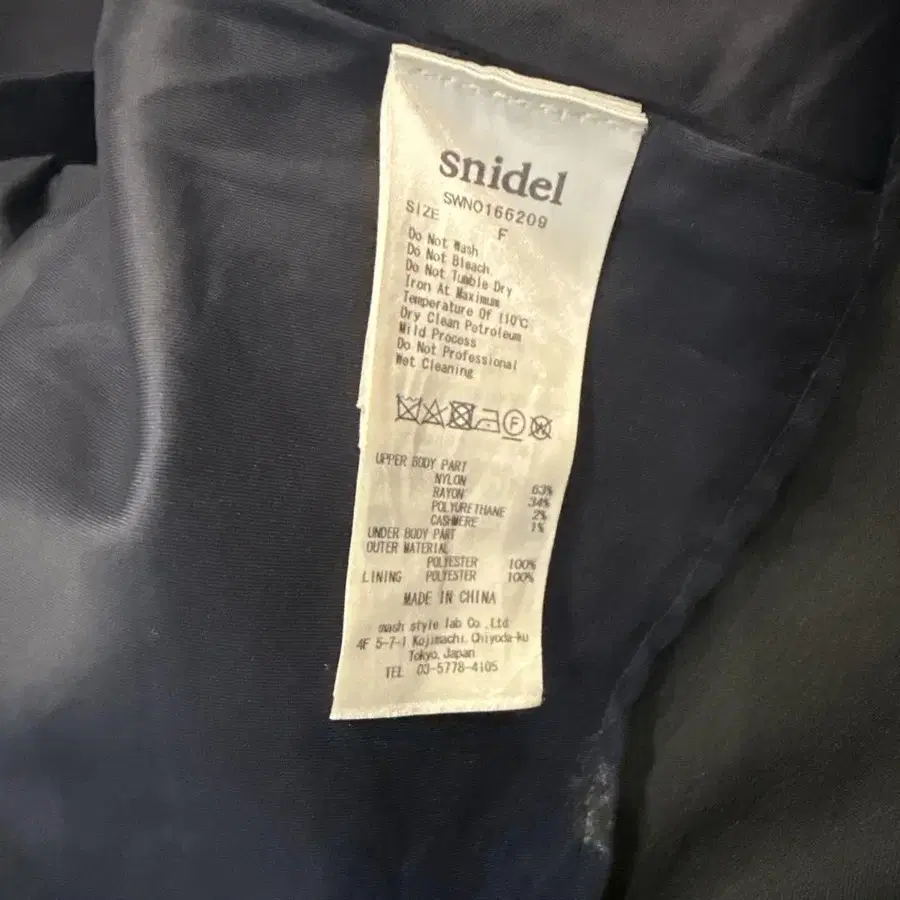 snidel
SWNO166209
SIZE F
Do Not Wash
Do Not Bleach
Do Not Tumble Dry
Iron At Maximum
Temperature Of 110℃
Dry Clean Petroleum
Mild Process
Do Not Professional
Wet Cleaning
F W
UPPER BODY PART
NYLON 63%
RAYON 34%
POLYURETHANE 2%
CASHMERE 1%
UNDER BODY PART
OUTER MATERIAL
POLYESTER 100%
LINING POLYESTER 100%
MADE IN CHINA
mash style lab Co.,Ltd
4F 5-7-1 Kojimachi, Chiyoda-ku
Tokyo, Japan
TEL 03-5778-4105